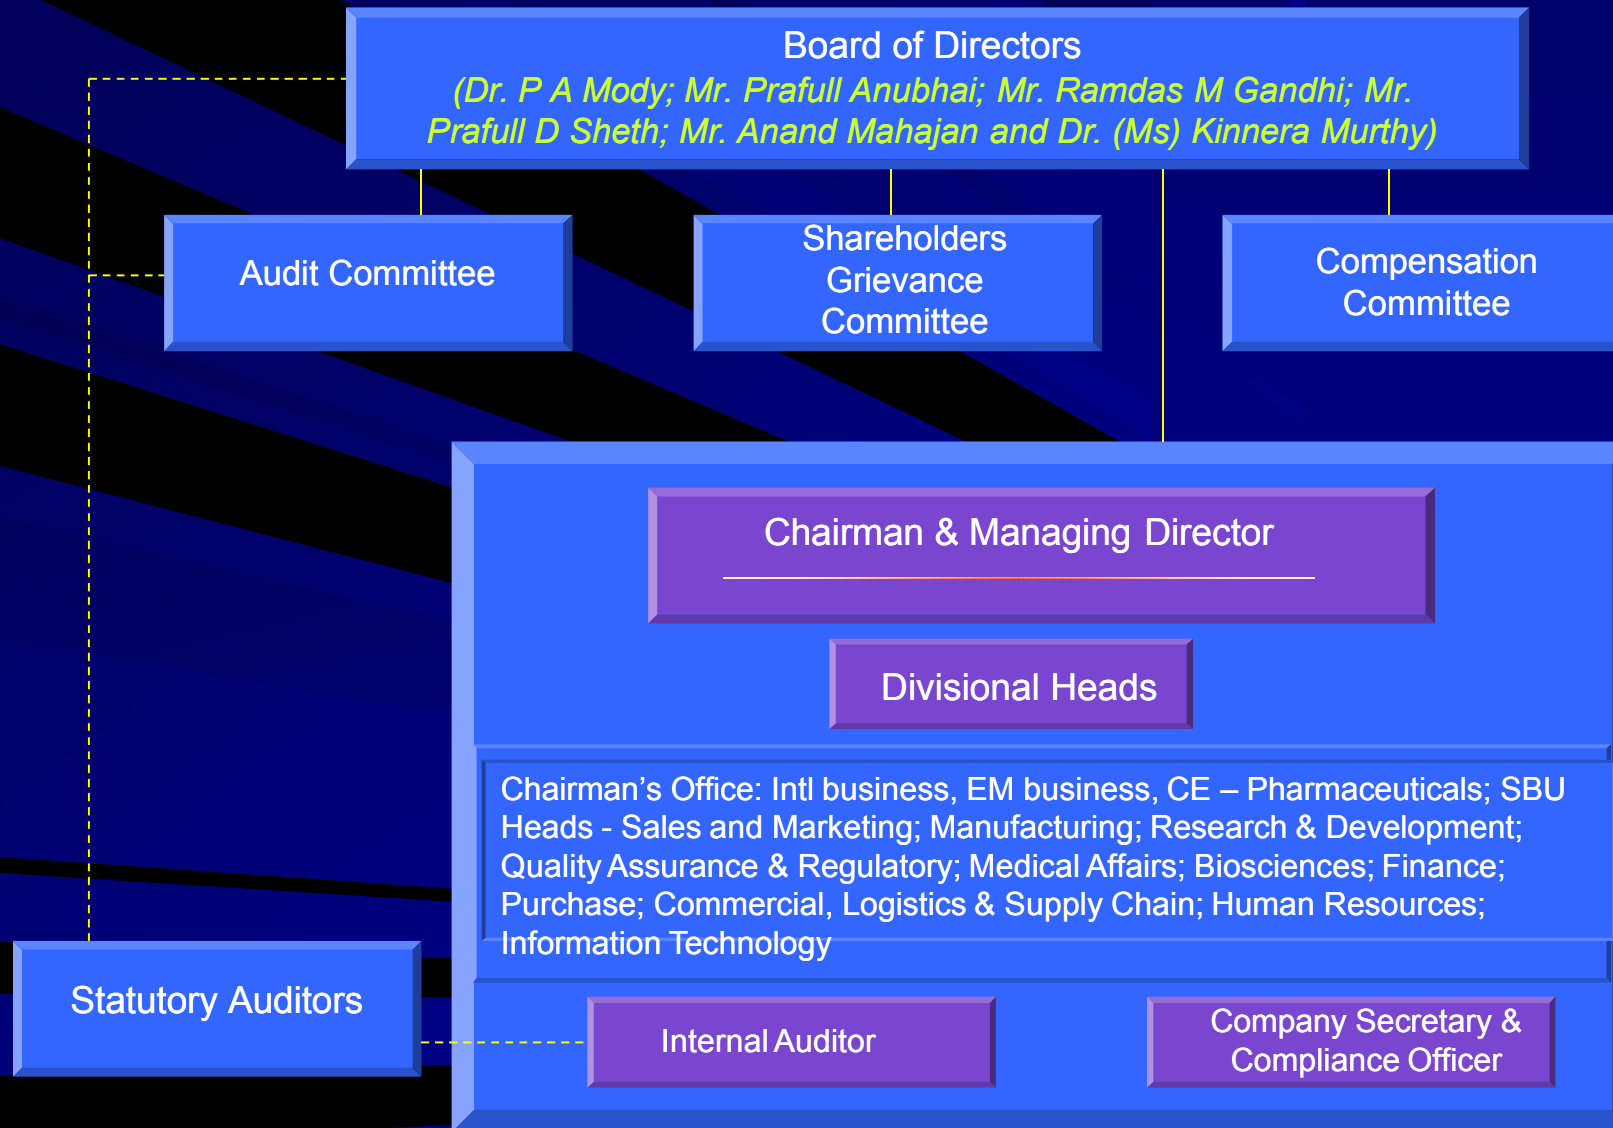 Board of Directors
(Dr. P A Mody; Mr. Prafull Anubhai; Mr. Ramdas M Gandhi; Mr.
Prafull D Sheth; Mr. Anand Mahajan and Dr. (Ms) Kinnera Murthy)
Audit Committee
Shareholders
Grievance
Committee
Compensation
Committee
Chairman & Managing Director
Divisional Heads
Chairman’s Office: Intl business, EM business, CE – Pharmaceuticals; SBU
Heads - Sales and Marketing; Manufacturing; Research & Development;
Quality Assurance & Regulatory; Medical Affairs; Biosciences; Finance;
Purchase; Commercial, Logistics & Supply Chain; Human Resources;
Information Technology
Statutory Auditors
Internal Auditor
Company Secretary &
Compliance Officer